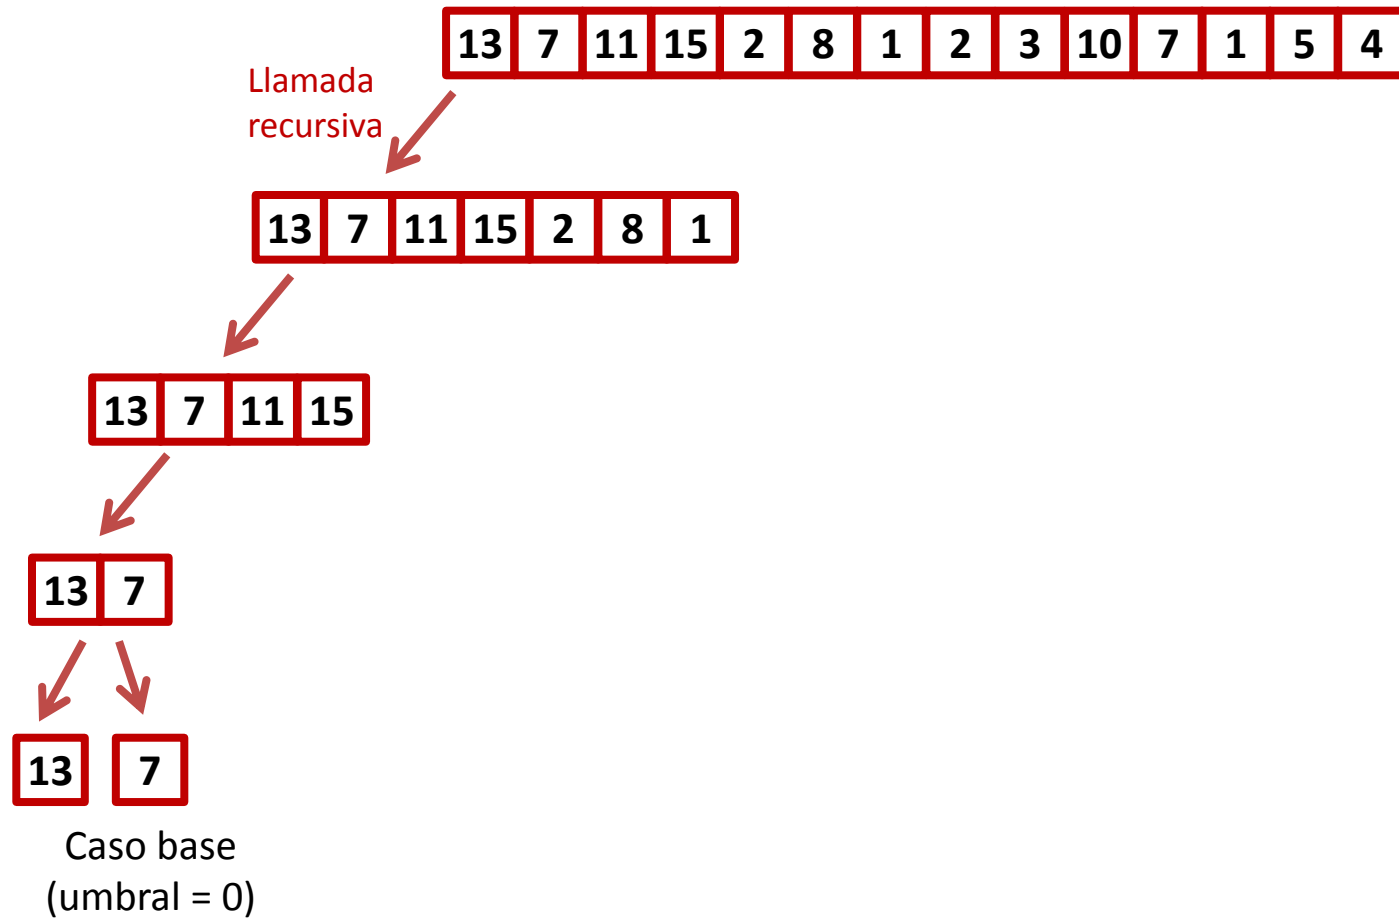 13 7 11 15 2 8 1 2 3 10 7 1 5 4
Llamada
recursiva
13 7 11 15 2 8 1
13 7 11 15
13 7
13 7
Caso base
(umbral = 0)